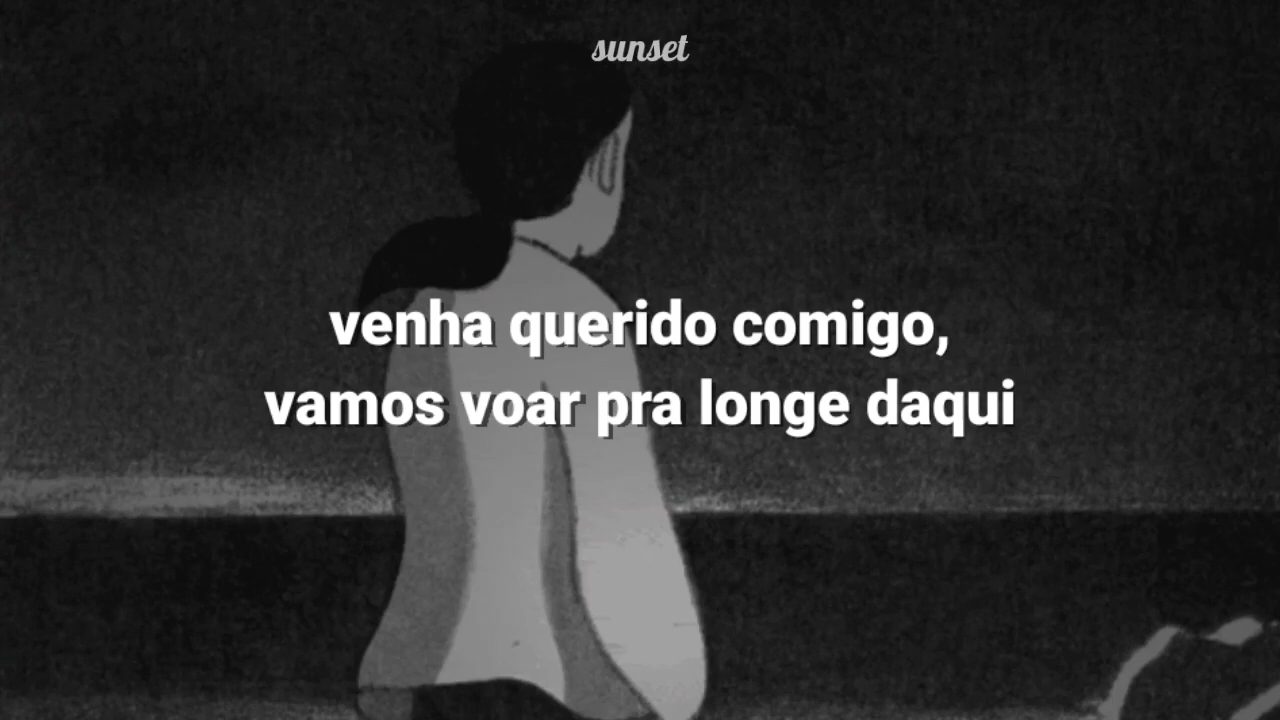 sunset
venha querido comigo,
vamos voar pra longe daqui